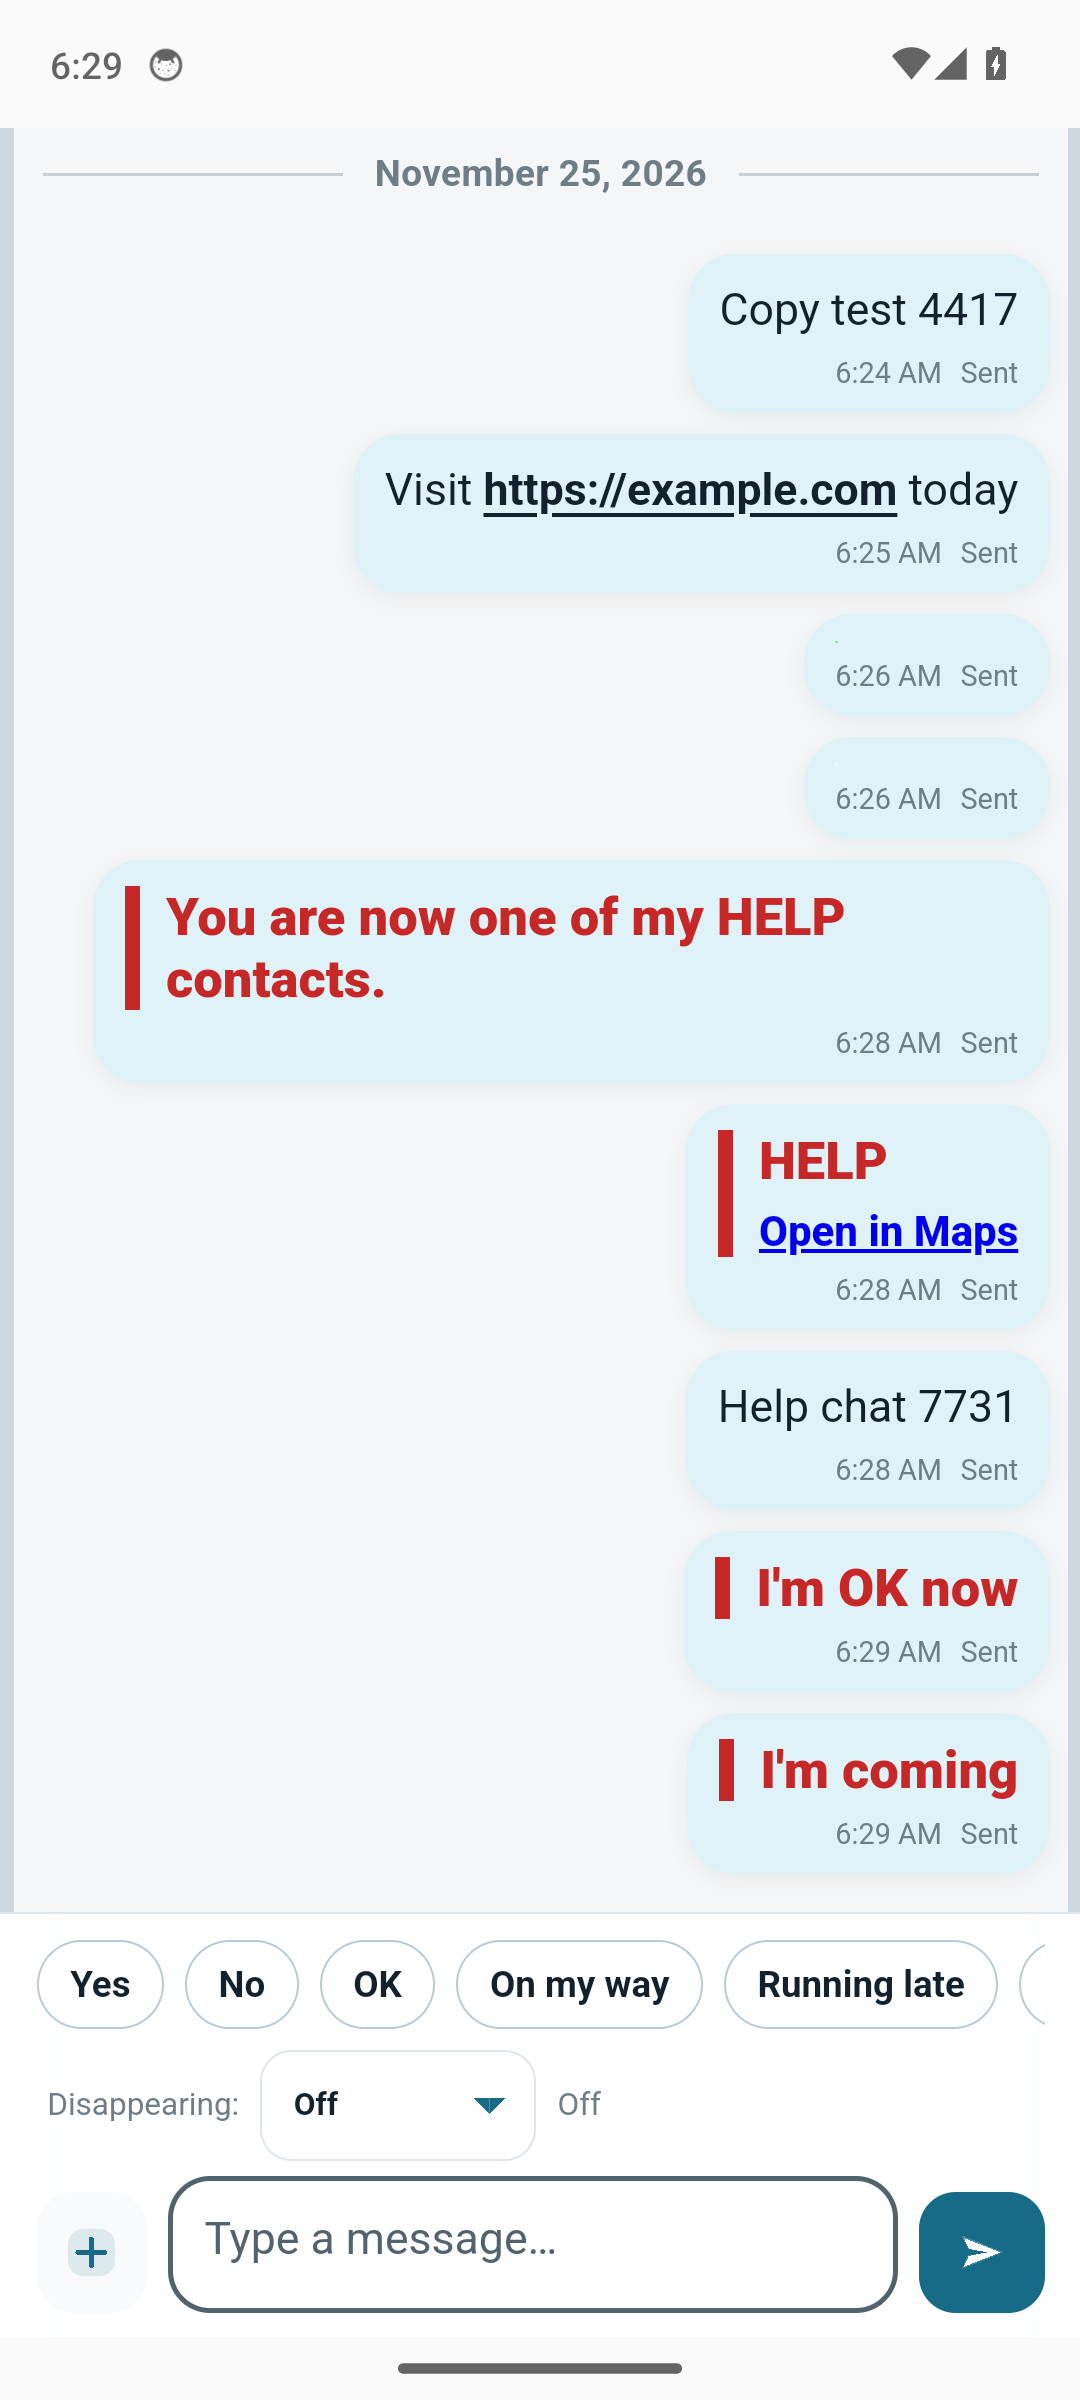 6:29
November 25, 2026
Copy test 4417
6:24 AM Sent
Visit https://example.com today
6:25 AM Sent
6:26 AM Sent
6:26 AM Sent
You are now one of my HELP
contacts.
6:28 AM Sent
HELP
Open in Maps
6:28 AM Sent
Help chat 7731
6:28 AM Sent
I'm OK now
6:29 AM Sent
I'm coming
6:29 AM Sent
Yes No OK On my way Running late
Disappearing: Off Off
Type a message…